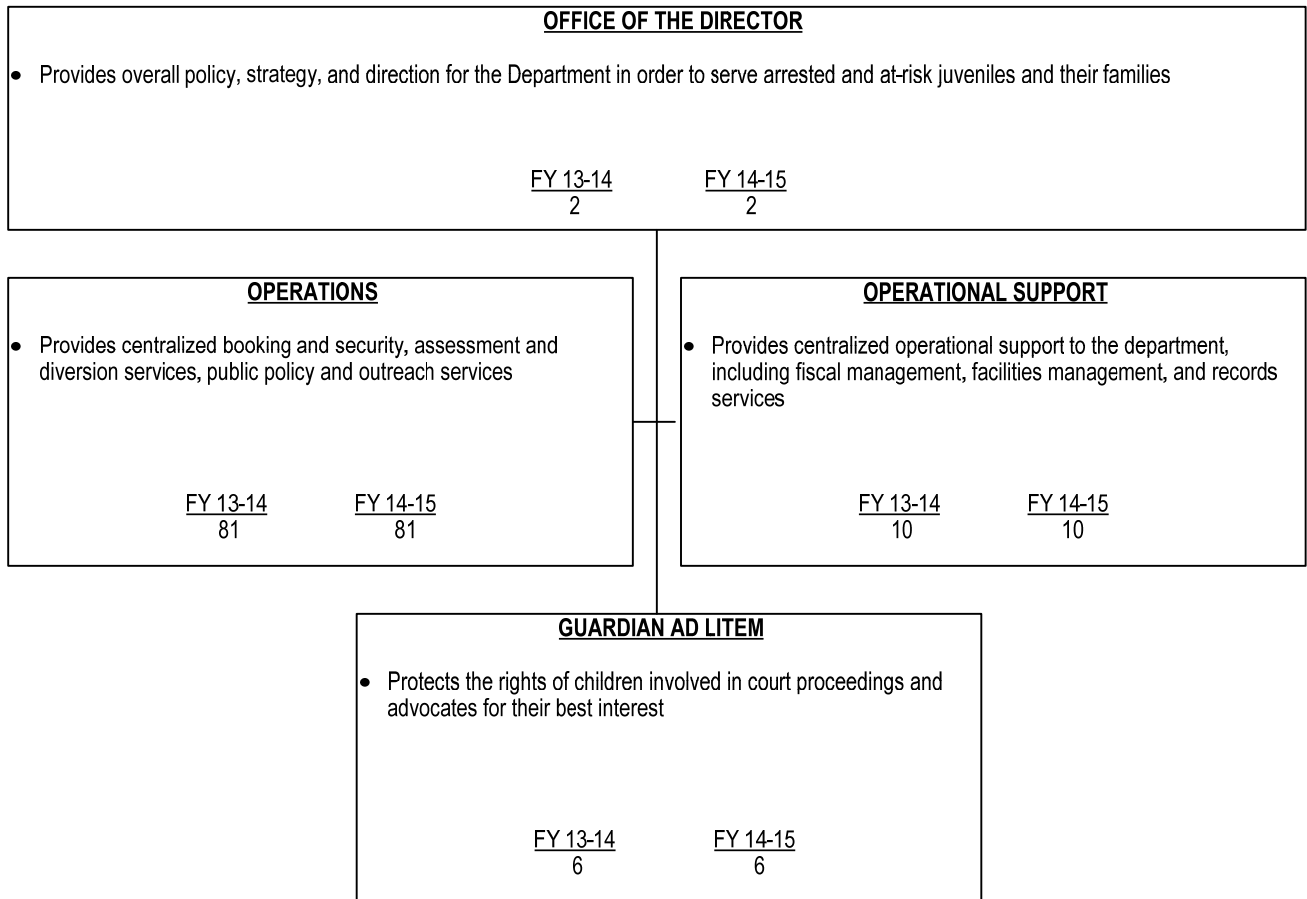 OFFICE OF THE DIRECTOR
• Provides overall policy, strategy, and direction for the Department in order to serve arrested and at-risk juveniles and their families
FY 13-14 FY 14-15
2 2
OPERATIONS
• Provides centralized booking and security, assessment and
diversion services, public policy and outreach services
FY 13-14 FY 14-15
81 81
OPERATIONAL SUPPORT
• Provides centralized operational support to the department,
including fiscal management, facilities management, and records
services
FY 13-14 FY 14-15
10 10
GUARDIAN AD LITEM
• Protects the rights of children involved in court proceedings and
advocates for their best interest
FY 13-14 FY 14-15
6 6